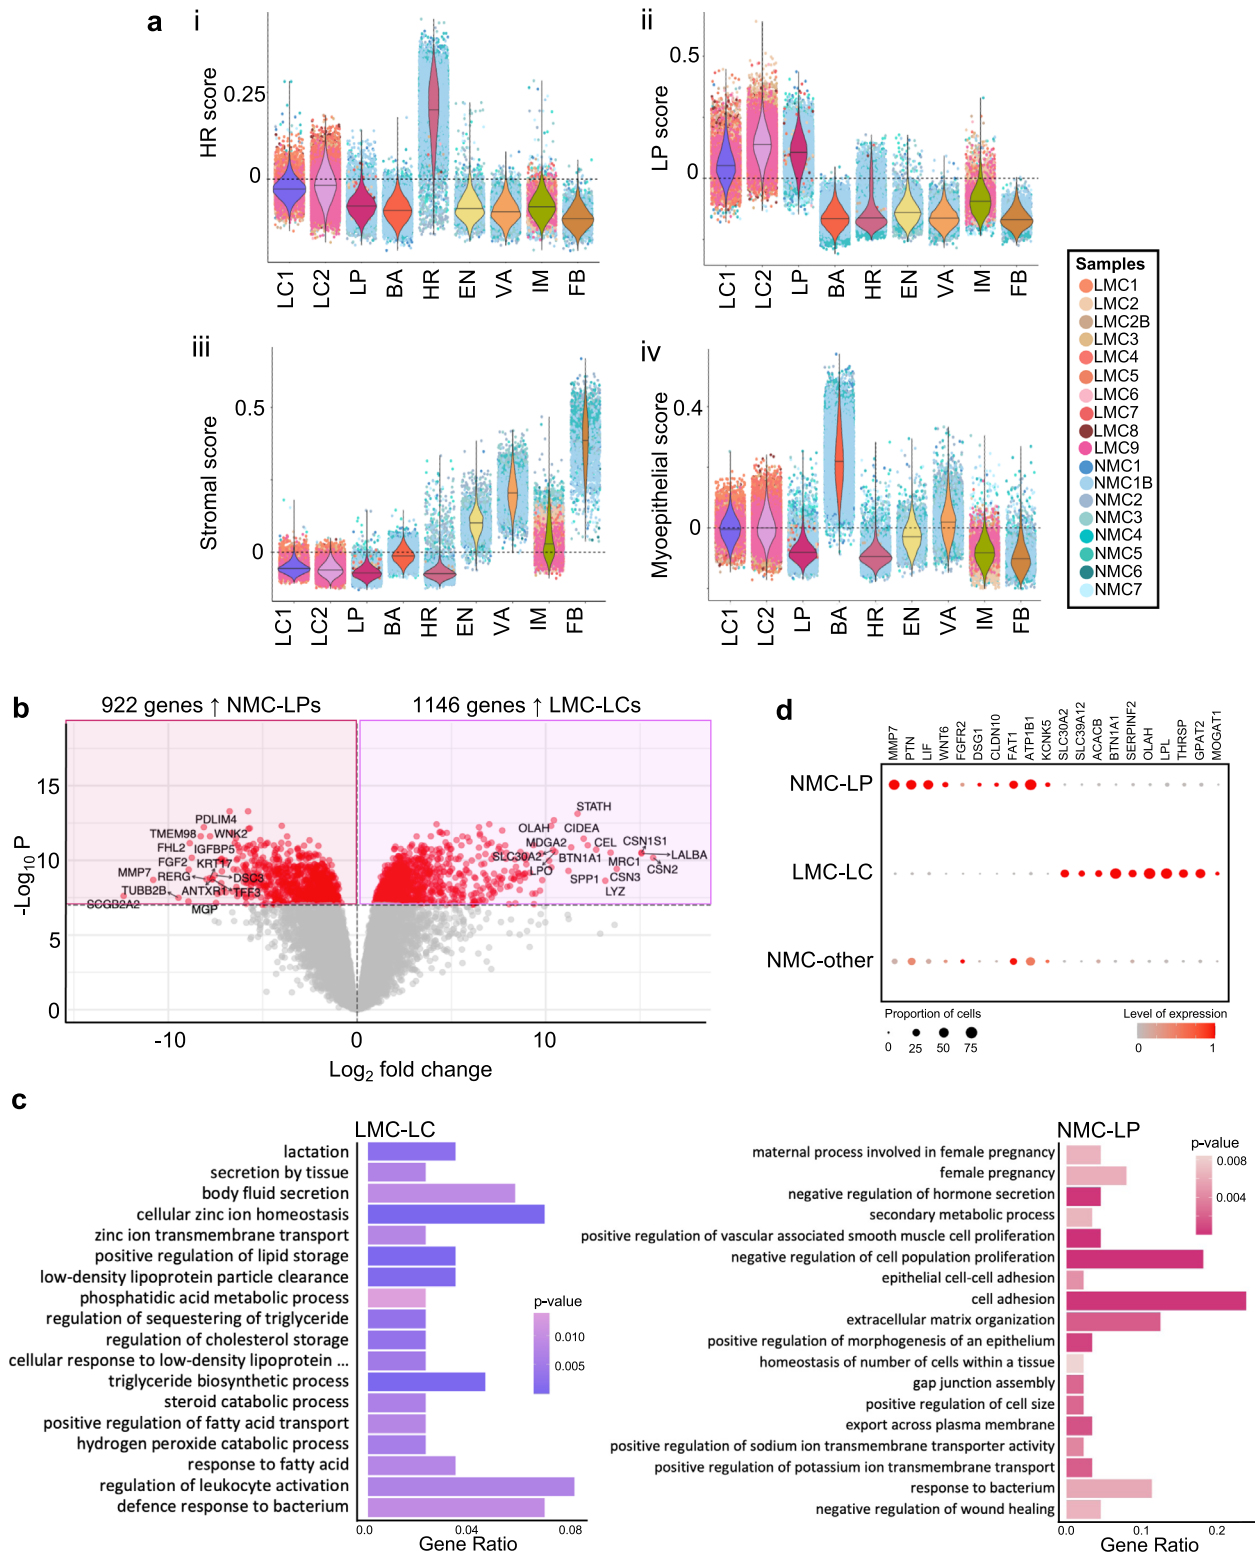 a
i
HR score
0.25
0
LC1 LC2 LP BA HR EN VA IM FB
ii
LP score
0.5
0
LC1 LC2 LP BA HR EN VA IM FB
iii
Stromal score
0.5
0
LC1 LC2 LP BA HR EN VA IM FB
iv
Myoepithelial score
0.4
0
LC1 LC2 LP BA HR EN VA IM FB
Samples
LMC1
LMC2
LMC2B
LMC3
LMC4
LMC5
LMC6
LMC7
LMC8
LMC9
NMC1
NMC1B
NMC2
NMC3
NMC4
NMC5
NMC6
NMC7
b
922 genes ↑ NMC-LPs
1146 genes ↑ LMC-LCs
-Log10 P
15
10
5
0
PDLIM4
TMEM98 WNK2
FHL2 IGFBP5
FGF2 KRT17
MMP7 RERG DSC3
TUBB2B ANTXR1 TFF3
SCGB2A2
MGP
STATH
OLAH CIDEA
MDGA2 CEL CSN1S1
SLC30A2 BTN1A1 MRC1 LALBA
LPO CSN3 CSN2
SPP1
LYZ
-10 0 10
Log2 fold change
d
MMP7 PTN LIF WNT6 FGFR2 DSG1 CLDN10 FAT1 ATP1B1 KCNK5 SLC30A2 SLC39A12 ACACB BTN1A1 SERPINF2 OLAH LPL THRSP GPAT2 MOGAT1
NMC-LP
LMC-LC
NMC-other
Proportion of cells
0 25 50 75
Level of expression
0 1
c
LMC-LC
lactation
secretion by tissue
body fluid secretion
cellular zinc ion homeostasis
zinc ion transmembrane transport
positive regulation of lipid storage
low-density lipoprotein particle clearance
phosphatidic acid metabolic process
regulation of sequestering of triglyceride
regulation of cholesterol storage
cellular response to low-density lipoprotein ...
triglyceride biosynthetic process
steroid catabolic process
positive regulation of fatty acid transport
hydrogen peroxide catabolic process
response to fatty acid
regulation of leukocyte activation
defence response to bacterium
0.0 0.04 0.08
Gene Ratio
p-value
0.010
0.005
NMC-LP
maternal process involved in female pregnancy
female pregnancy
negative regulation of hormone secretion
secondary metabolic process
positive regulation of vascular associated smooth muscle cell proliferation
negative regulation of cell population proliferation
epithelial cell-cell adhesion
cell adhesion
extracellular matrix organization
positive regulation of morphogenesis of an epithelium
homeostasis of number of cells within a tissue
gap junction assembly
positive regulation of cell size
export across plasma membrane
positive regulation of sodium ion transmembrane transporter activity
positive regulation of potassium ion transmembrane transport
response to bacterium
negative regulation of wound healing
0.0 0.1 0.2
Gene Ratio
p-value
0.008
0.004